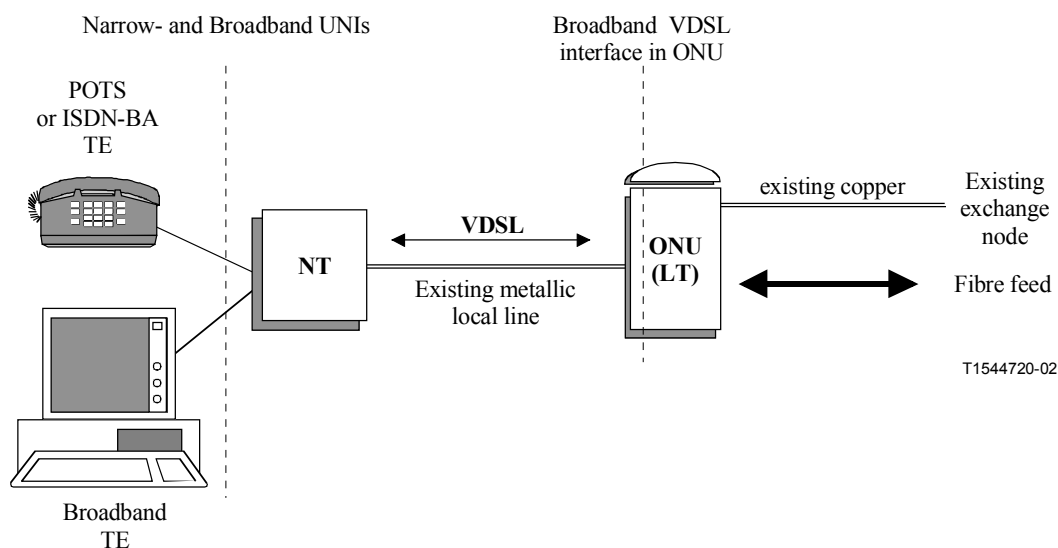 Narrow- and Broadband UNIs
Broadband VDSL
interface in ONU
POTS
or ISDN-BA
TE
existing copper
Existing
exchange
node
VDSL
NT
ONU
(LT)
Existing metallic
local line
Fibre feed
T1544720-02
Broadband
TE